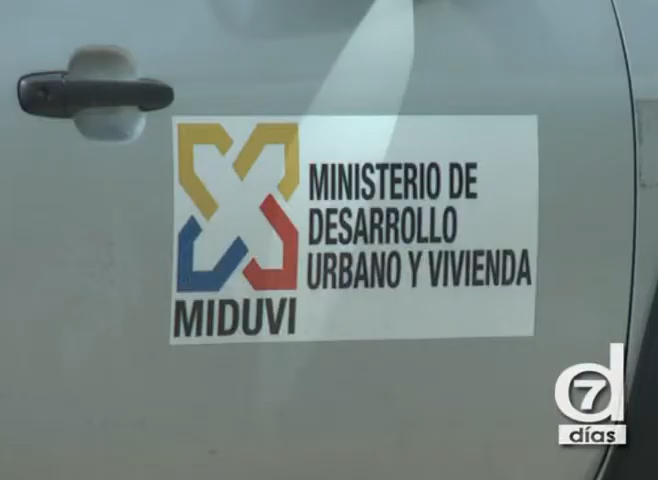 MINISTERIO DE
DESARROLLO
URBANO Y VIVIENDA
MIDUVI
7
d
días